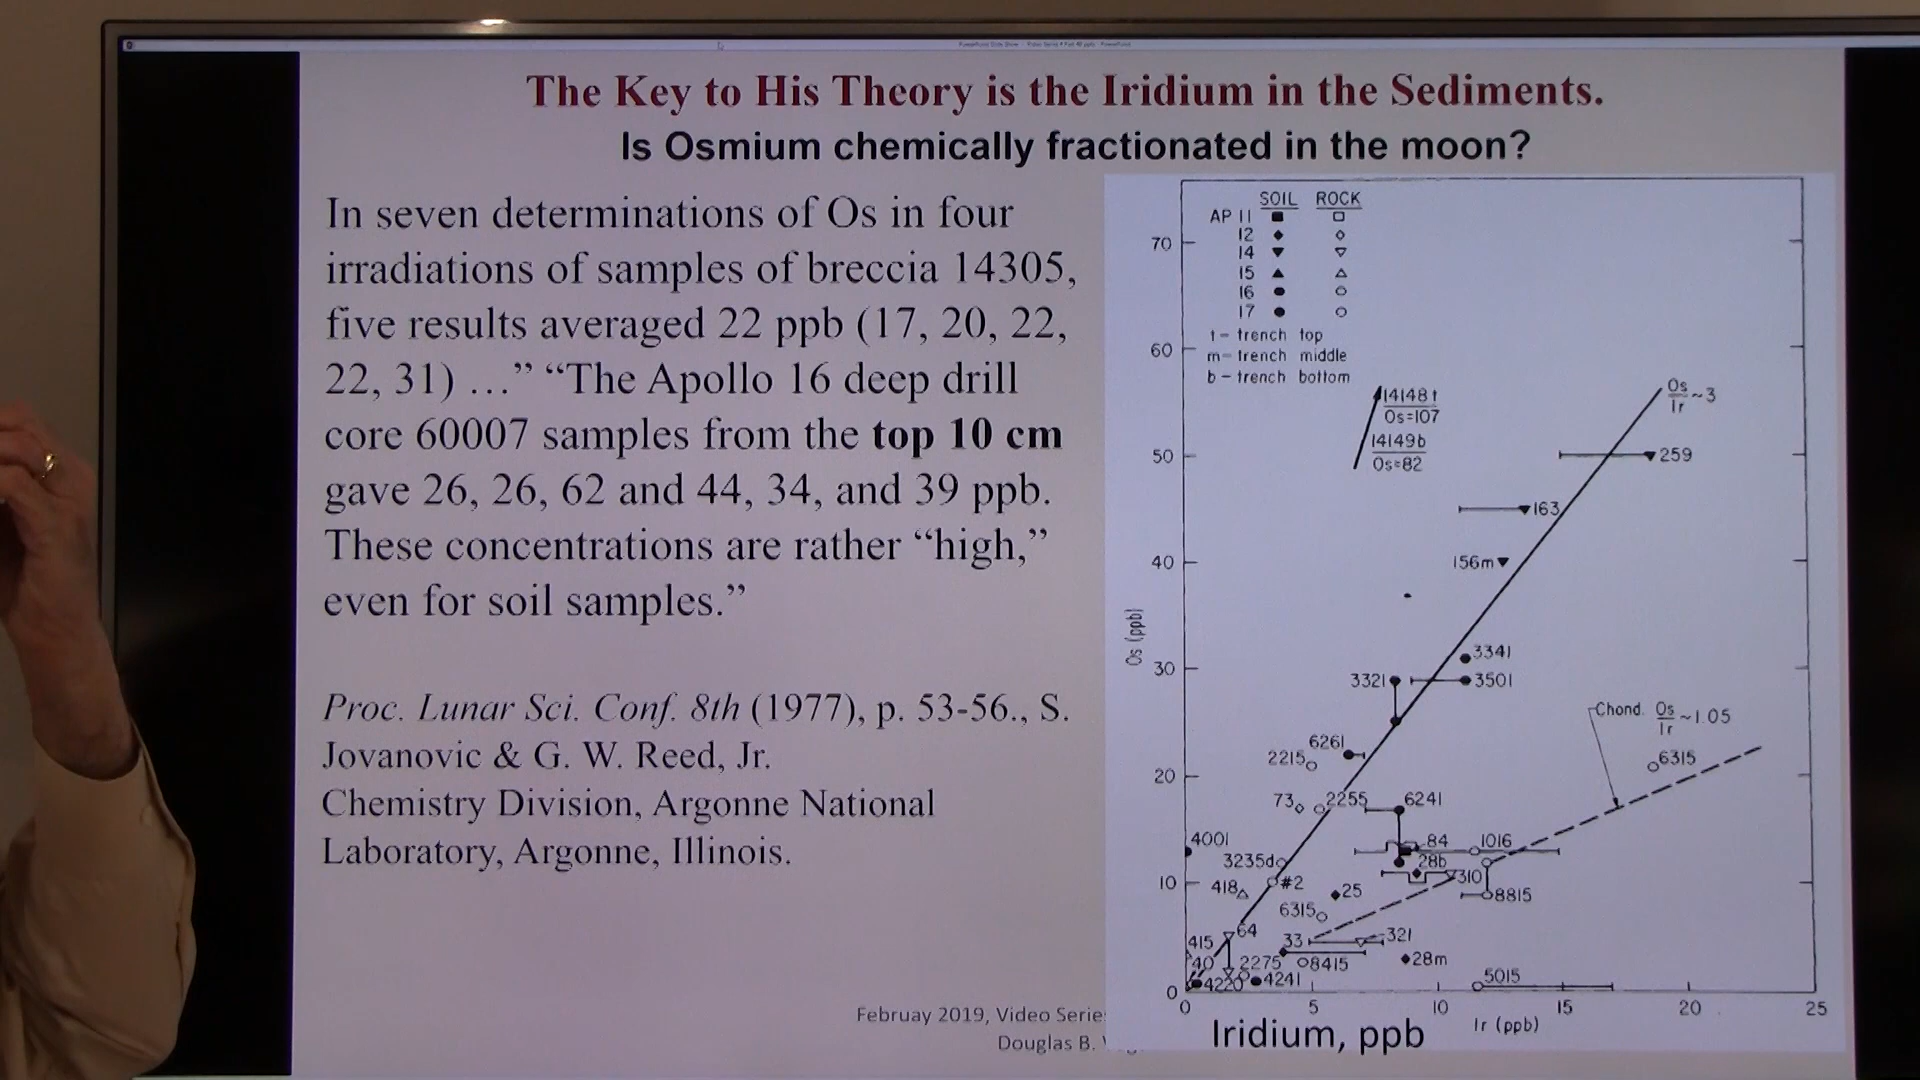 The Key to His Theory is the Iridium in the Sediments.
Is Osmium chemically fractionated in the moon?
In seven determinations of Os in four
irradiations of samples of breccia 14305,
five results averaged 22 ppb (17, 20, 22,
22, 31) …” “The Apollo 16 deep drill
core 60007 samples from the top 10 cm
gave 26, 26, 62 and 44, 34, and 39 ppb.
These concentrations are rather “high,”
even for soil samples.”
Proc. Lunar Sci. Conf. 8th (1977), p. 53-56., S.
Jovanovic & G. W. Reed, Jr.
Chemistry Division, Argonne National
Laboratory, Argonne, Illinois.
Februay 2019, Video Serie
Douglas B.
SOIL ROCK
AP 11
12
14
15
16
17
t – trench top
m – trench middle
b – trench bottom
14148 t
Os=107
14149b
Os=82
Os
Ir ~3
259
163
156m
3341
3321
3501
Chond. Os
Ir ~1.05
6315
6261
2215
73
2255
6241
4001
84
1016
3235d
28b
310
#2
418
25
8815
6315
64
415
33
321
40
2275
8415
28m
4220
4241
5015
70
60
50
40
30
20
10
0
Os (ppb)
0 5 10 15 20 25
Ir (ppb)
Iridium, ppb